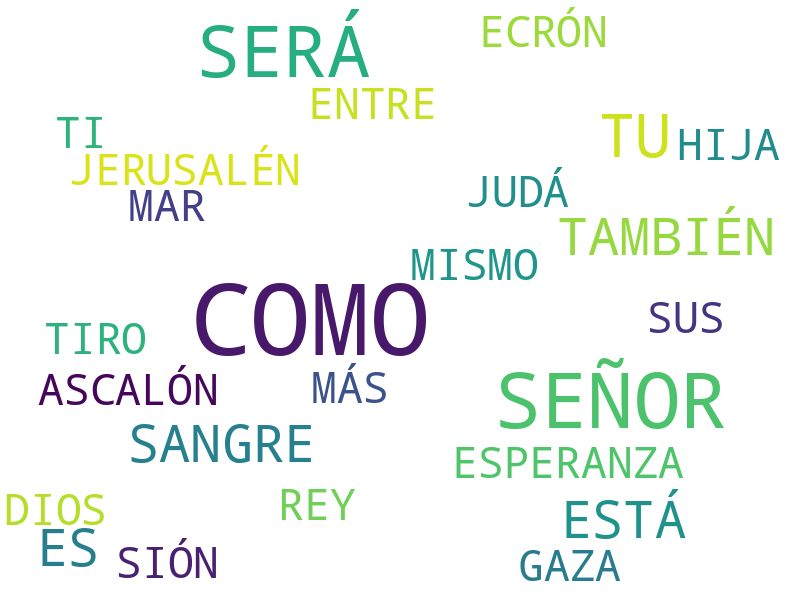 SERÁ
ECRÓN
ENTRE
TI
TU
HIJA
JERUSALÉN
MAR
JUDÁ
TAMBIÉN
MISMO
COMO
SUS
TIRO
ASCALÓN
MÁS
SEÑOR
SANGRE
ESPERANZA
DIOS
REY
ESTÁ
ES
SIÓN
GAZA